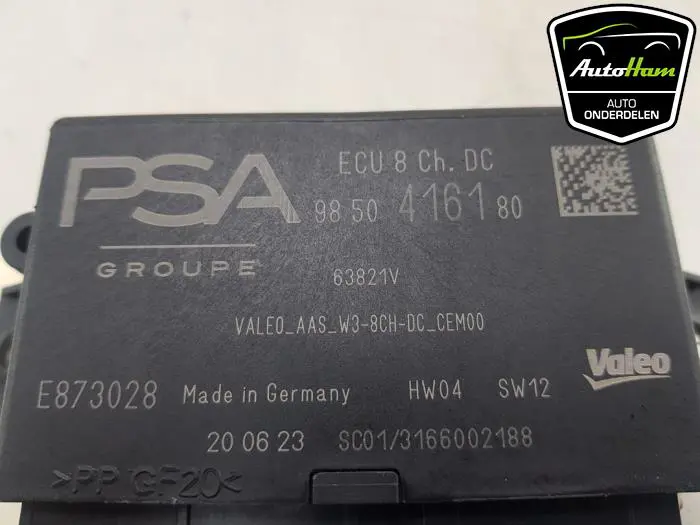 AutoHam
AUTO
ONDERDELEN
PSA
GROUPE
ECU 8 Ch. DC
98 50 4161 80
63821V
VALEO_AAS_W3-8CH-DC_CEM00
Valeo
E873028 Made in Germany HW04 SW12
20 06 23 SC01/3166002188
>PP GF20<